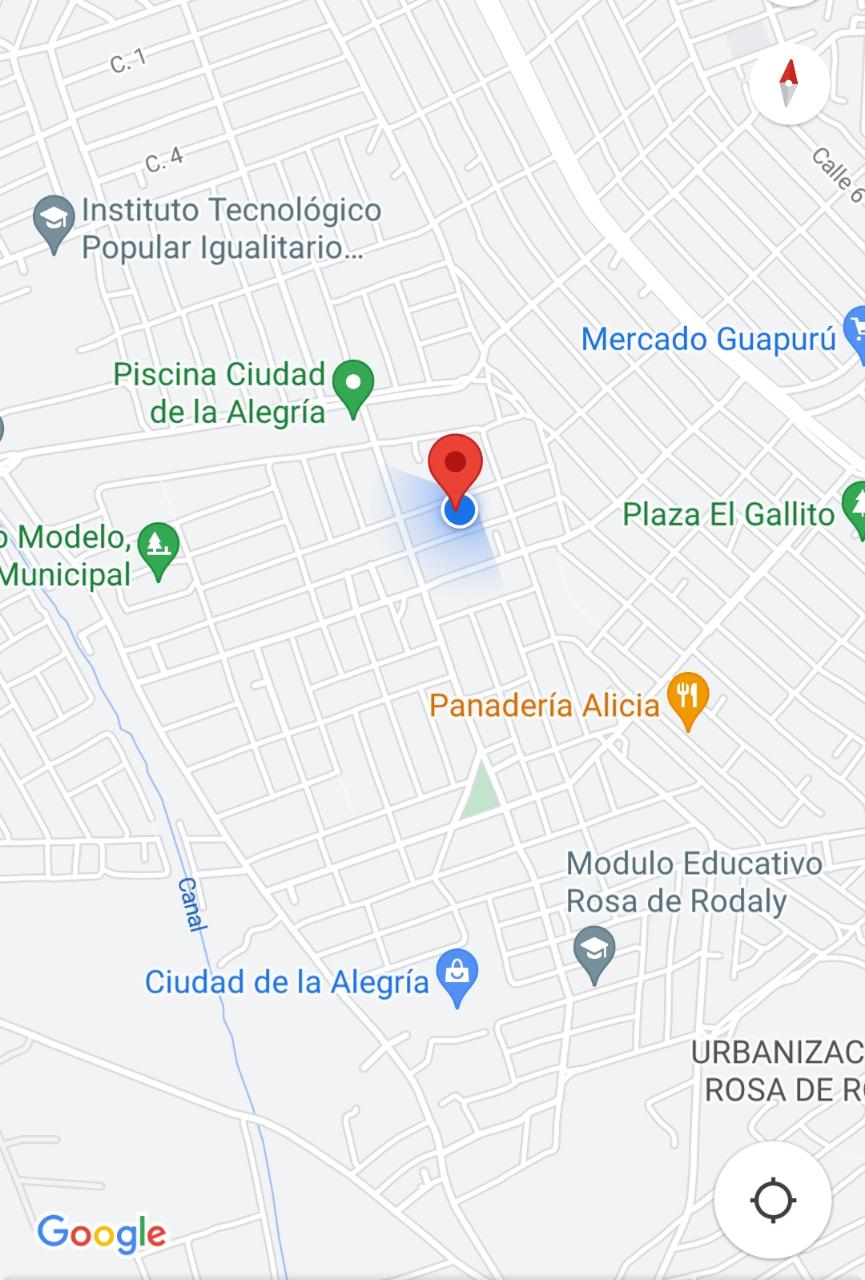 C. 1
C. 4
Calle 6
Instituto Tecnológico
Popular Igualitario...
Mercado Guapurú
Piscina Ciudad
de la Alegría
Plaza El Gallito
o Modelo,
Municipal
Panadería Alicia
Modulo Educativo
Rosa de Rodaly
Canal
Ciudad de la Alegría
URBANIZAC
ROSA DE RO
Google